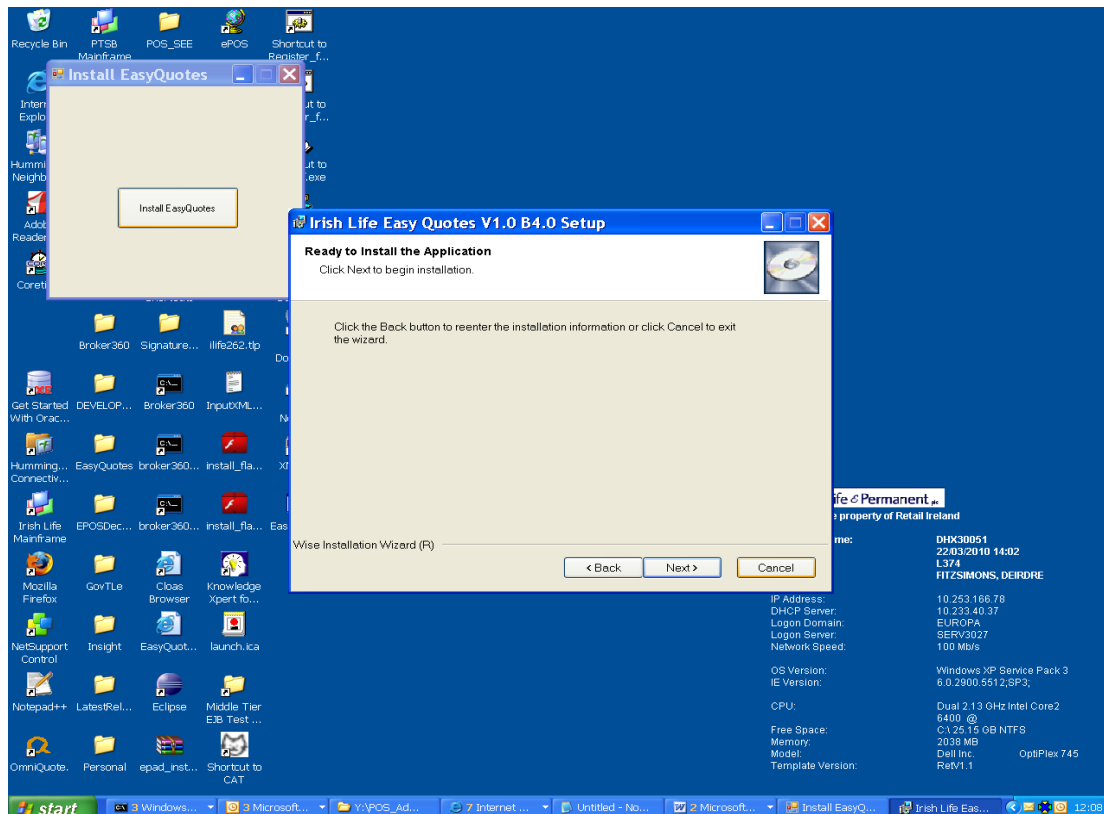 Recycle Bin
PTSB
Mainframe
POS_SEE
ePOS
Shortcut to
Register_f...
Install EasyQuotes
Install EasyQuotes
Irish Life Easy Quotes V1.0 B4.0 Setup
Ready to Install the Application
Click Next to begin installation.
Click the Back button to reenter the installation information or click Cancel to exit
the wizard.
Wise Installation Wizard (R)
< Back
Next >
Cancel
Broker360
Signature...
ilife262.tlp
Get Started
With Orac...
DEVELOP...
Broker360
InputXML...
Humming...
Connectiv...
EasyQuotes
broker360...
install_fla...
Irish Life
Mainframe
EPOSDec...
broker360...
install_fla...
Mozilla
Firefox
GovTLe
Cloas
Browser
Knowledge
Xpert fo...
NetSupport
Control
Insight
EasyQuot...
launch.ica
Notepad++
LatestRel...
Eclipse
Middle Tier
EJB Test ...
OmniQuote.
Personal
epad_inst...
Shortcut to
CAT
ife & Permanent plc
property of Retail Ireland
me:
DHX30051
22/03/2010 14:02
L374
FITZSIMONS, DEIRDRE
IP Address: 10.253.166.78
DHCP Server: 10.233.40.37
Logon Domain: EUROPA
Logon Server: SERV3027
Network Speed: 100 Mb/s
OS Version: Windows XP Service Pack 3
IE Version: 6.0.2900.5512;SP3;
CPU: Dual 2.13 GHz Intel Core2
6400 @
Free Space: C:\ 25.15 GB NTFS
Memory: 2038 MB
Model: Dell Inc. OptiPlex 745
Template Version: RetV1.1
start
3 Windows...
3 Microsoft...
Y:\POS_Ad...
7 Internet ...
Untitled - No...
2 Microsoft...
Install EasyQ...
Irish Life Eas...
12:08